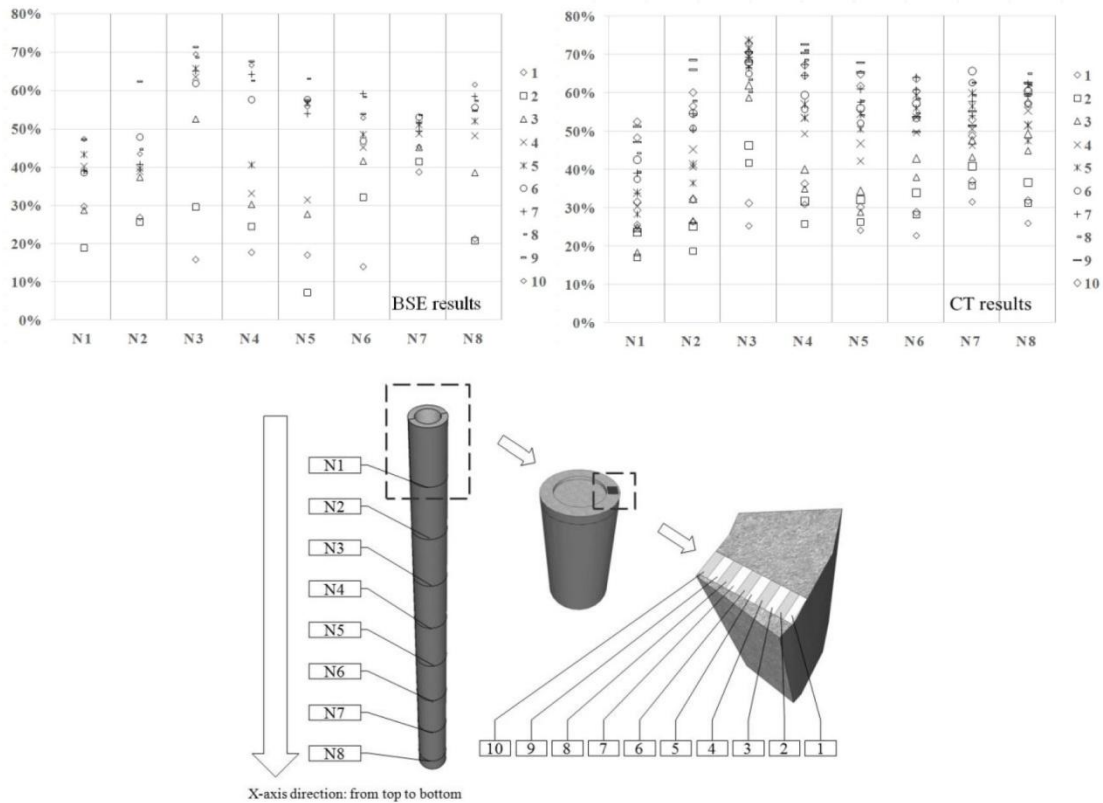 80%
70%
60%
50%
40%
30%
20%
10%
0%
N1 N2 N3 N4 N5 N6 N7 N8
BSE results
1
2
3
4
5
6
7
8
9
10
80%
70%
60%
50%
40%
30%
20%
10%
0%
N1 N2 N3 N4 N5 N6 N7 N8
CT results
1
2
3
4
5
6
7
8
9
10
N1
N2
N3
N4
N5
N6
N7
N8
10 9 8 7 6 5 4 3 2 1
X-axis direction: from top to bottom